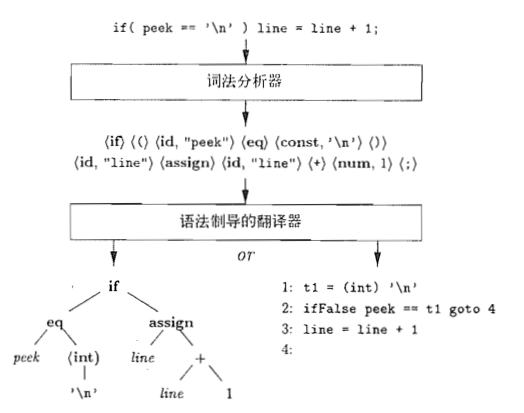 if( peek == '\n' ) line = line + 1;
词法分析器
⟨if⟩ ⟨(⟩ ⟨id, "peek"⟩ ⟨eq⟩ ⟨const, '\n'⟩ ⟨)⟩
⟨id, "line"⟩ ⟨assign⟩ ⟨id, "line"⟩ ⟨+⟩ ⟨num, 1⟩ ⟨;⟩
语法制导的翻译器
or
if
eq assign
peek (int) line +
'\n' line 1
1: t1 = (int) '\n'
2: ifFalse peek == t1 goto 4
3: line = line + 1
4: